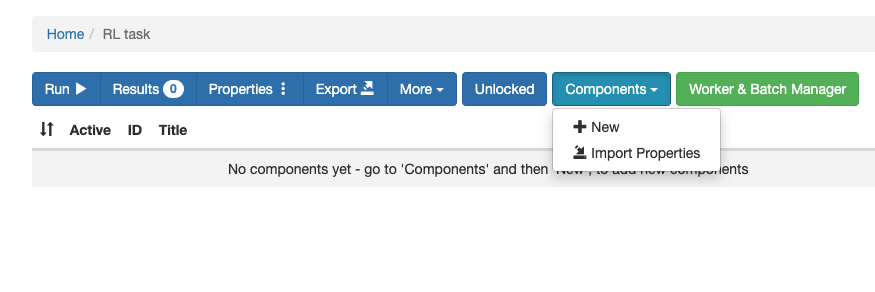 Home / RL task
Run Results 0 Properties Export More Unlocked Components Worker & Batch Manager
Active ID Title
New
Import Properties
No components yet - go to 'Components' and then 'New', to add new components